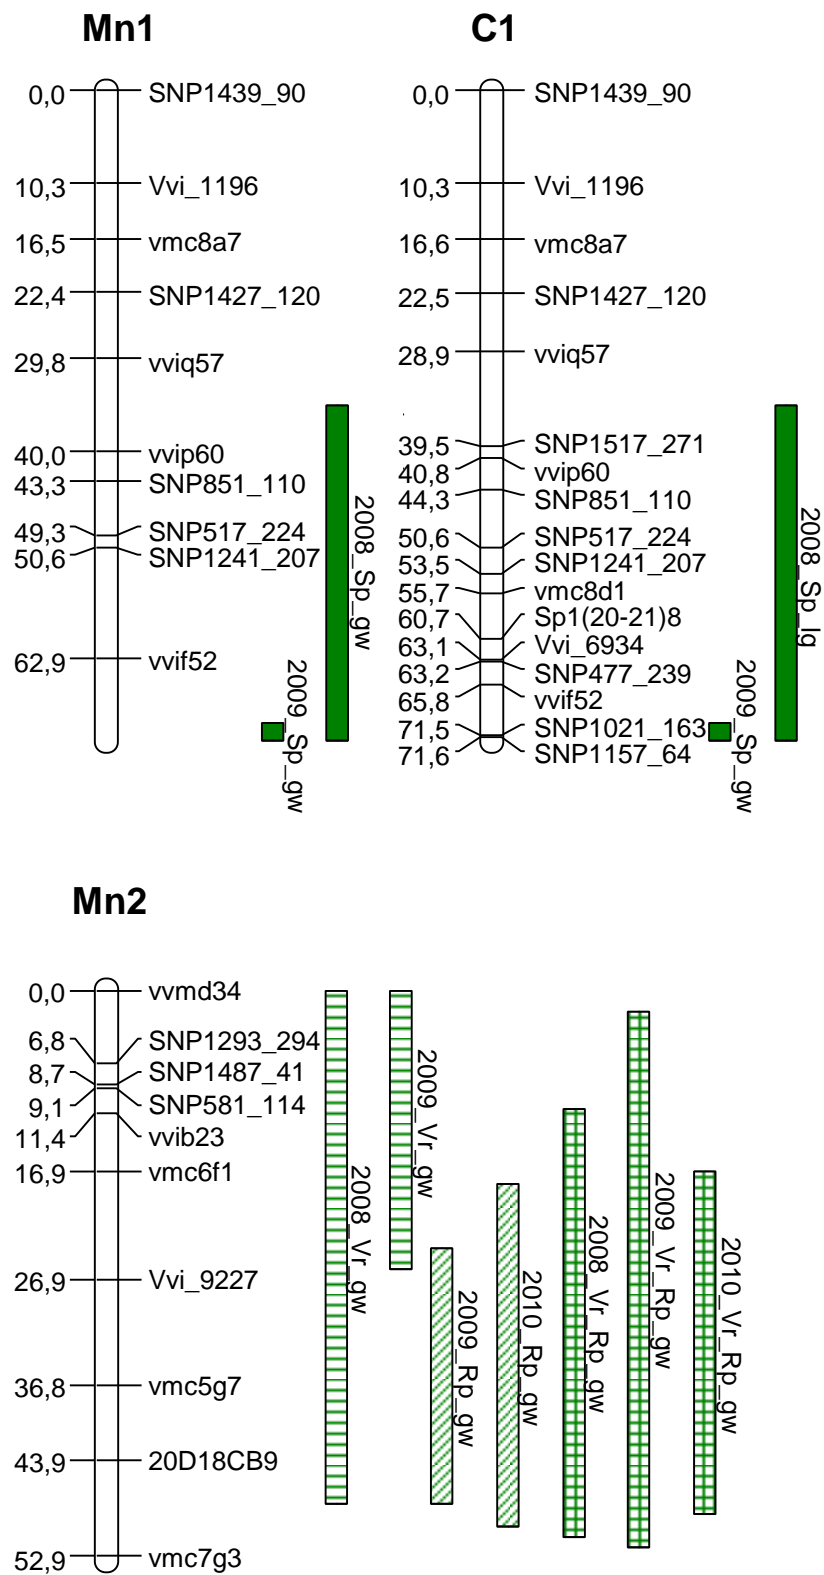 Mn1
0,0 SNP1439_90
10,3 Vvi_1196
16,5 vmc8a7
22,4 SNP1427_120
29,8 vviq57
40,0 vvip60
43,3 SNP851_110
49,3 SNP517_224
50,6 SNP1241_207
62,9 vvif52
2009_Sp_gw
2008_Sp_gw
C1
0,0 SNP1439_90
10,3 Vvi_1196
16,6 vmc8a7
22,5 SNP1427_120
28,9 vviq57
39,5 SNP1517_271
40,8 vvip60
44,3 SNP851_110
50,6 SNP517_224
53,5 SNP1241_207
55,7 vmc8d1
60,7 Sp1(20-21)8
63,1 Vvi_6934
63,2 SNP477_239
65,8 vvif52
71,5 SNP1021_163
71,6 SNP1157_64
2009_Sp_gw
2008_Sp_lg
Mn2
0,0 vvmd34
6,8 SNP1293_294
8,7 SNP1487_41
9,1 SNP581_114
11,4 vvib23
16,9 vmc6f1
26,9 Vvi_9227
36,8 vmc5g7
43,9 20D18CB9
52,9 vmc7g3
2008_Vr_gw
2009_Vr_gw
2009_Rp_gw
2010_Rp_gw
2008_Vr_Rp_gw
2009_Vr_Rp_gw
2010_Vr_Rp_gw